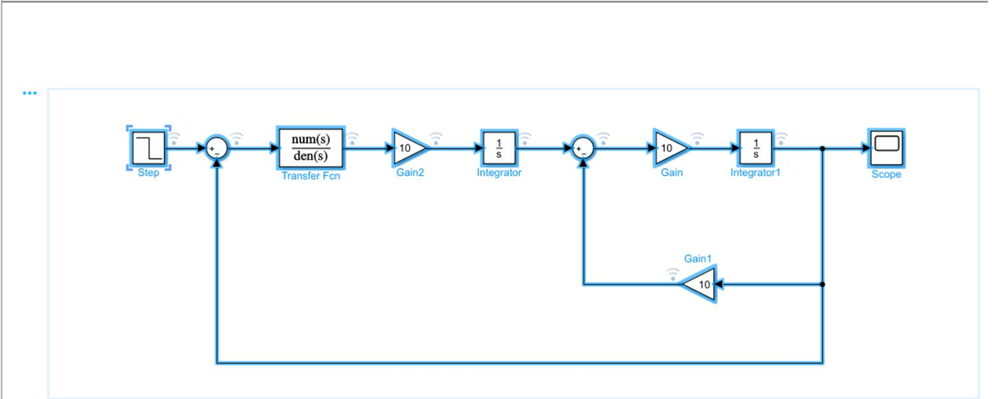 Step
+
-
num(s)
den(s)
Transfer Fcn
10
Gain2
1
s
Integrator
+
-
10
Gain
1
s
Integrator1
Scope
Gain1
10